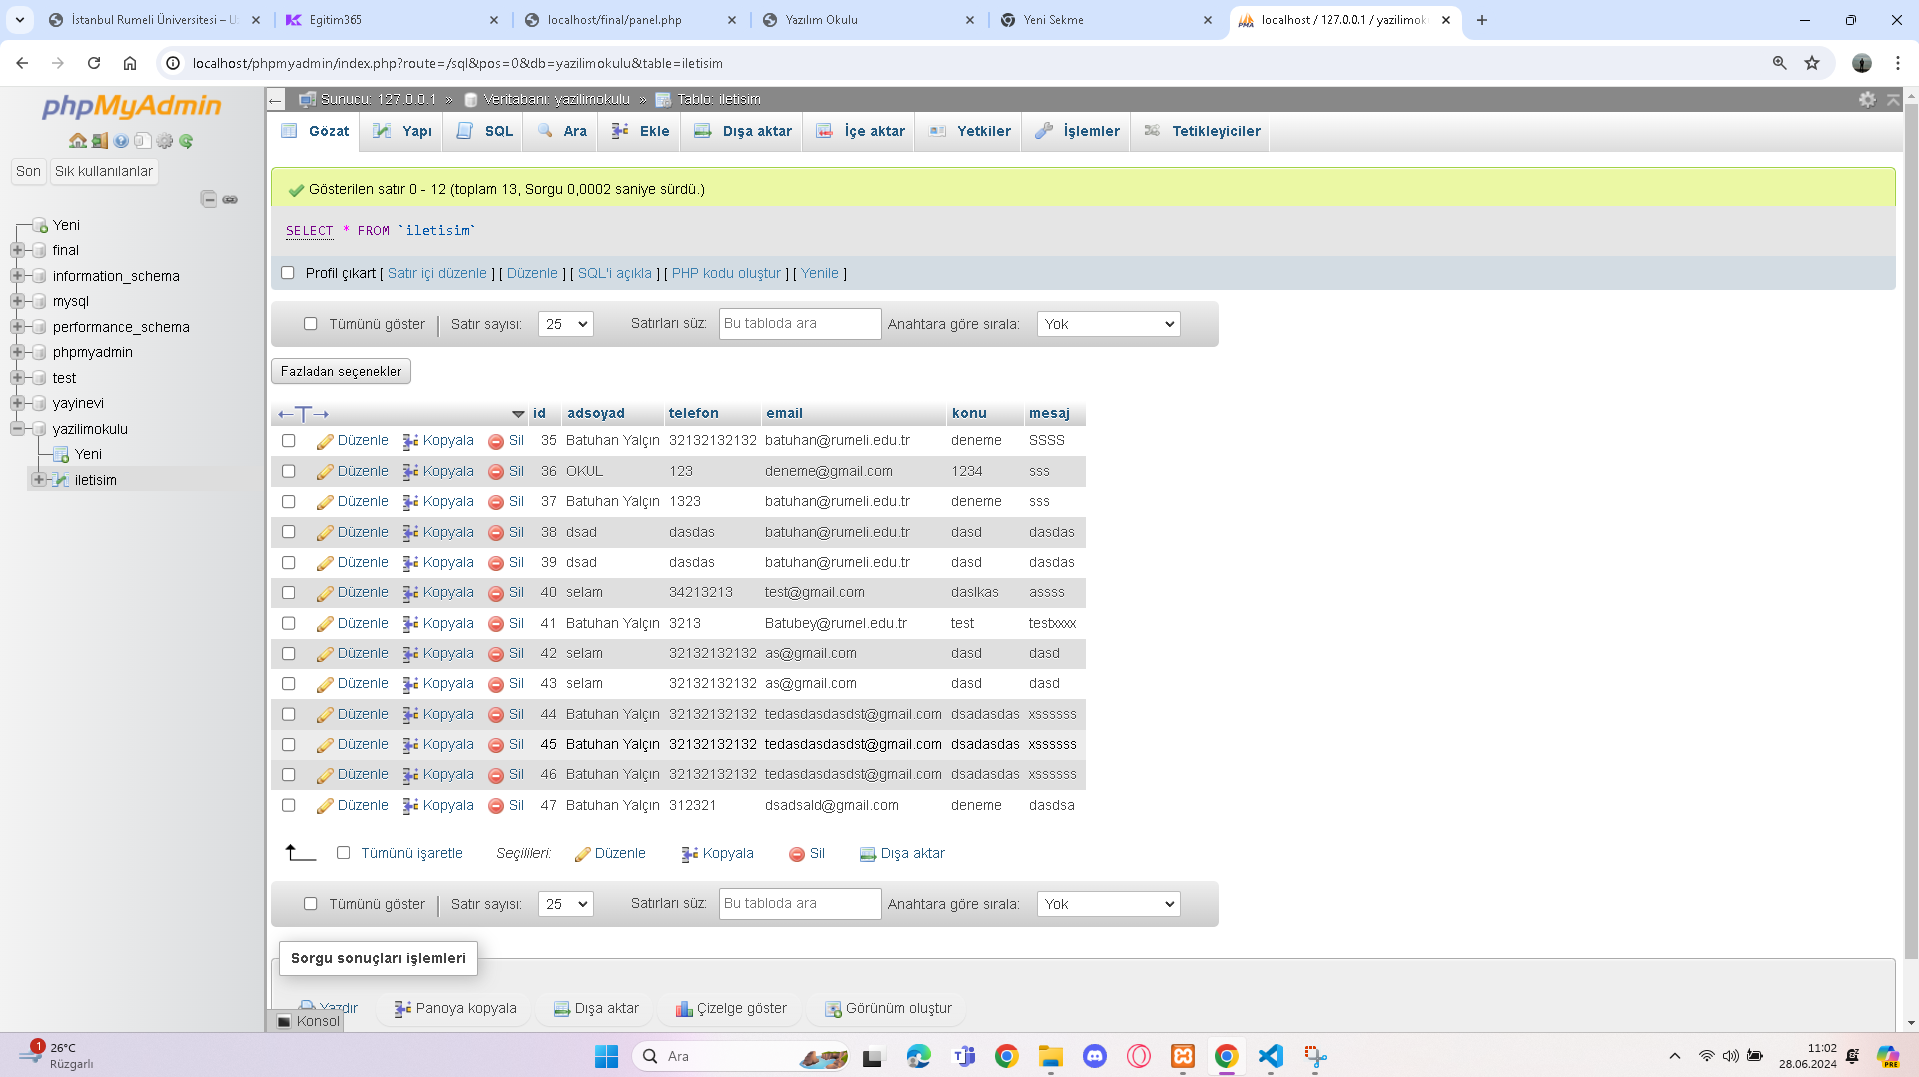 İstanbul Rumeli Üniversitesi – U
Egitim365
localhost/final/panel.php
Yazılım Okulu
Yeni Sekme
localhost / 127.0.0.1 / yazilimoku
localhost/phpmyadmin/index.php?route=/sql&pos=0&db=yazilimokulu&table=iletisim
phpMyAdmin
Son
Sık kullanılanlar
Yeni
final
information_schema
mysql
performance_schema
phpmyadmin
test
yayinevi
yazilimokulu
Yeni
iletisim
Sunucu: 127.0.0.1 » Veritabanı: yazilimokulu » Tablo: iletisim
Gözat Yapı SQL Ara Ekle Dışa aktar İçe aktar Yetkiler İşlemler Tetikleyiciler
Gösterilen satır 0 - 12 (toplam 13, Sorgu 0,0002 saniye sürdü.)
SELECT * FROM `iletisim`
Profil çıkart [ Satır içi düzenle ] [ Düzenle ] [ SQL'i açıkla ] [ PHP kodu oluştur ] [ Yenile ]
Tümünü göster Satır sayısı: 25 Satırları süz: Bu tabloda ara Anahtara göre sırala: Yok
Fazladan seçenekler
←T→ id adsoyad telefon email konu mesaj
Düzenle Kopyala Sil 35 Batuhan Yalçın 32132132132 batuhan@rumeli.edu.tr deneme SSSS
Düzenle Kopyala Sil 36 OKUL 123 deneme@gmail.com 1234 sss
Düzenle Kopyala Sil 37 Batuhan Yalçın 1323 batuhan@rumeli.edu.tr deneme sss
Düzenle Kopyala Sil 38 dsad dasdas batuhan@rumeli.edu.tr dasd dasdas
Düzenle Kopyala Sil 39 dsad dasdas batuhan@rumeli.edu.tr dasd dasdas
Düzenle Kopyala Sil 40 selam 34213213 test@gmail.com daslkas assss
Düzenle Kopyala Sil 41 Batuhan Yalçın 3213 Batubey@rumel.edu.tr test testxxxx
Düzenle Kopyala Sil 42 selam 32132132132 as@gmail.com dasd dasd
Düzenle Kopyala Sil 43 selam 32132132132 as@gmail.com dasd dasd
Düzenle Kopyala Sil 44 Batuhan Yalçın 32132132132 tedasdasdasdst@gmail.com dsadasdas xssssss
Düzenle Kopyala Sil 45 Batuhan Yalçın 32132132132 tedasdasdasdst@gmail.com dsadasdas xssssss
Düzenle Kopyala Sil 46 Batuhan Yalçın 32132132132 tedasdasdasdst@gmail.com dsadasdas xssssss
Düzenle Kopyala Sil 47 Batuhan Yalçın 312321 dsadsald@gmail.com deneme dasdsa
Tümünü işaretle Seçilileri: Düzenle Kopyala Sil Dışa aktar
Tümünü göster Satır sayısı: 25 Satırları süz: Bu tabloda ara Anahtara göre sırala: Yok
Sorgu sonuçları işlemleri
Yazdır Panoya kopyala Dışa aktar Çizelge göster Görünüm oluştur
Konsol
1
26°C
Rüzgarlı
Ara
11:02
28.06.2024
PRE